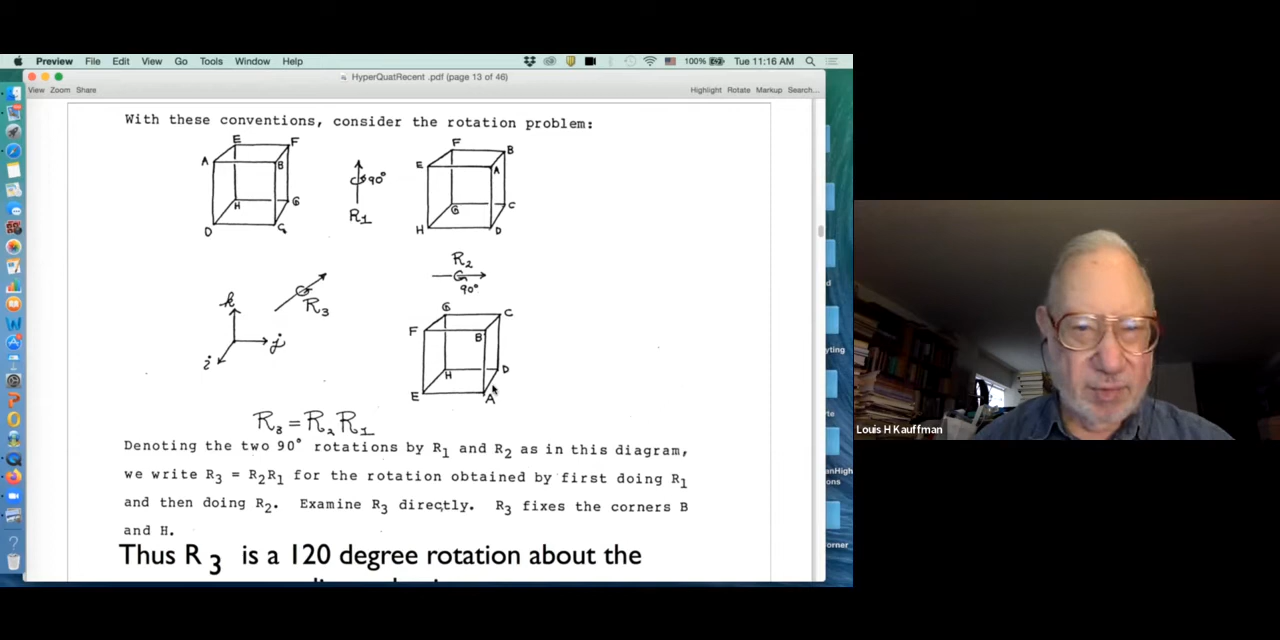 Preview File Edit View Go Tools Window Help 100% Tue 11:16 AM
HyperQuatRecent .pdf (page 13 of 46)
View Zoom Share Highlight Rotate Markup Search...
With these conventions, consider the rotation problem:
E F F B
A B 90° E A
H G G C
R1
D C H D
R2
90°
R3
k
j
i
G C
F B
H D
E A
R3 = R2 R1
Denoting the two 90° rotations by R1 and R2 as in this diagram,
we write R3 = R2R1 for the rotation obtained by first doing R1
and then doing R2. Examine R3 directly. R3 fixes the corners B
and H.
Thus R 3 is a 120 degree rotation about the
Louis H Kauffman